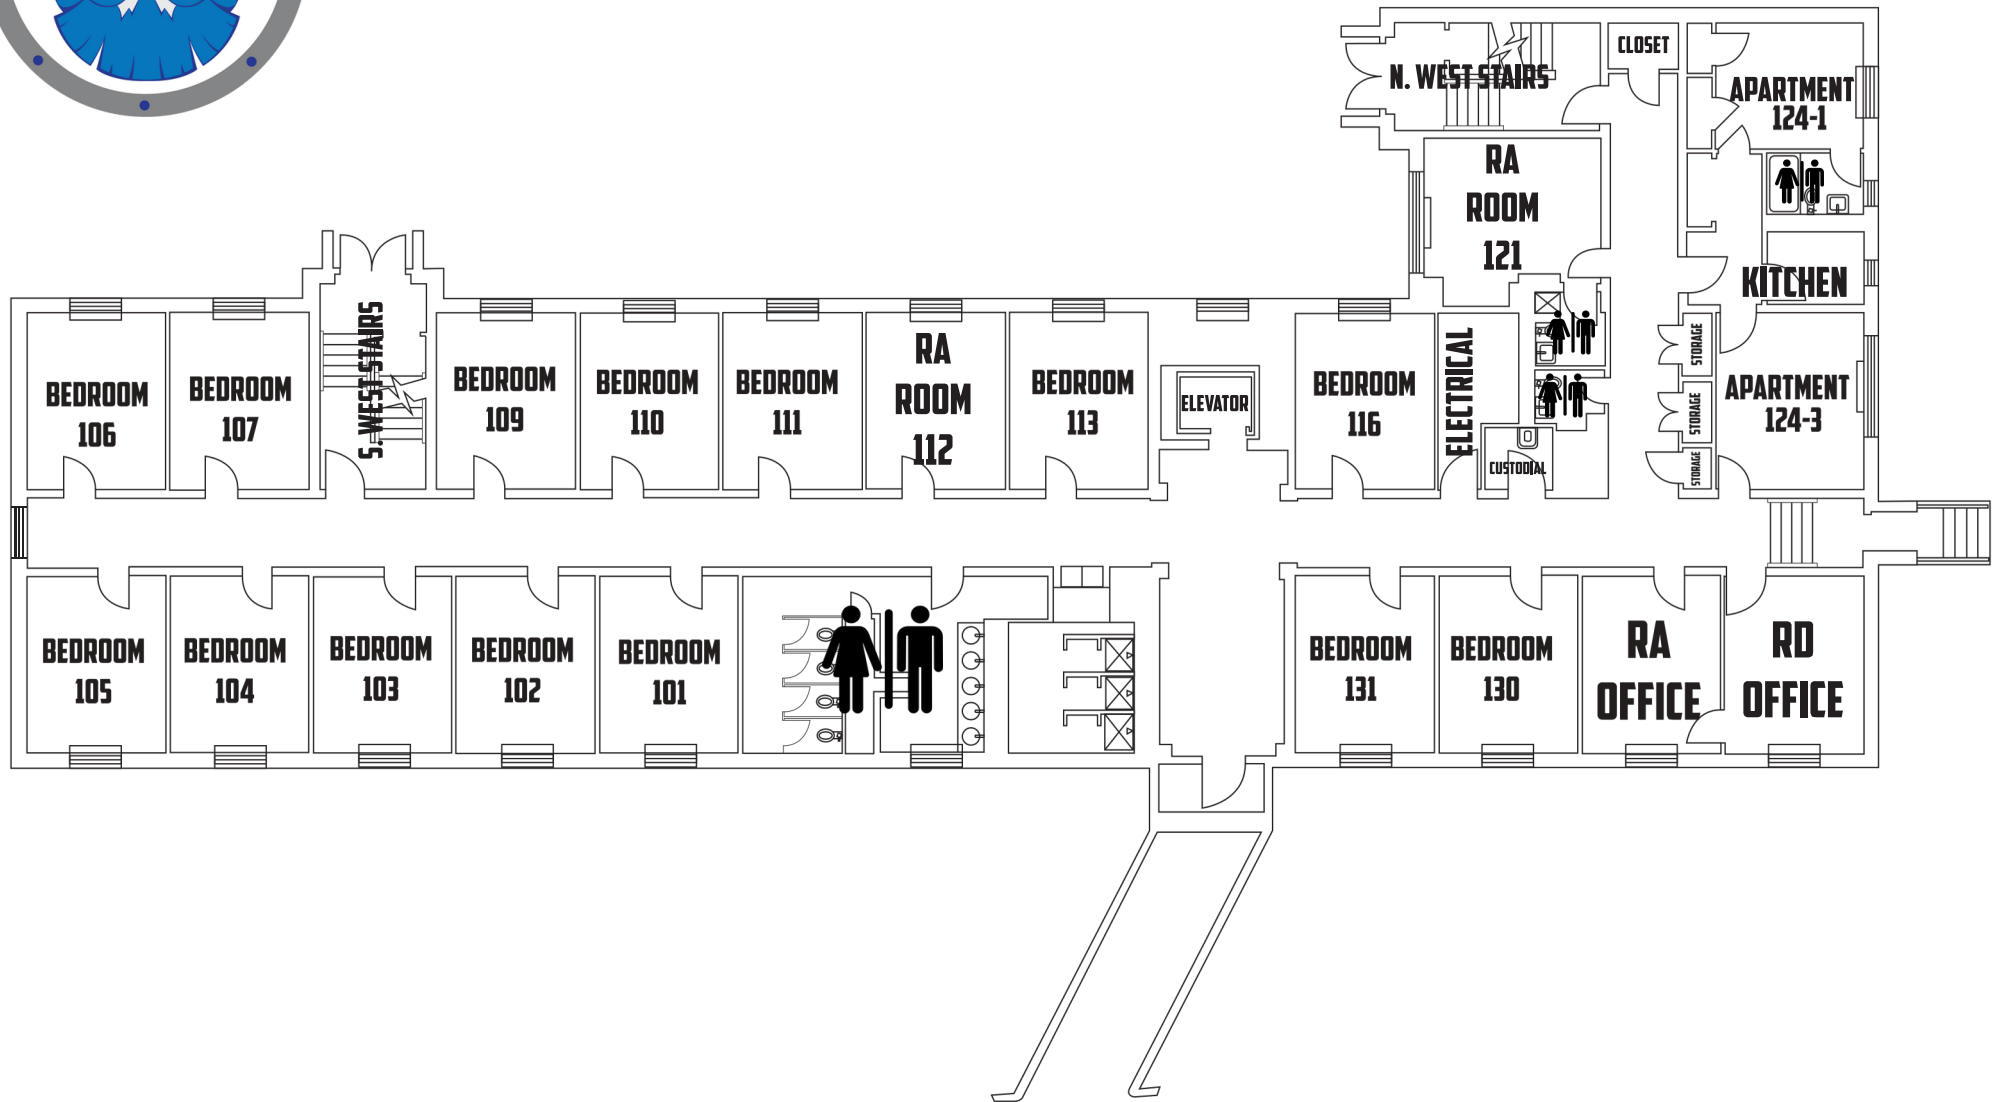 CLOSET
N. WEST STAIRS
APARTMENT
124-1
RA
ROOM
121
KITCHEN
S. WEST STAIRS
BEDROOM
106
BEDROOM
107
BEDROOM
109
BEDROOM
110
BEDROOM
111
RA
ROOM
112
BEDROOM
113
ELEVATOR
BEDROOM
116
ELECTRICAL
CUSTODIAL
STORAGE
STORAGE
STORAGE
APARTMENT
124-3
BEDROOM
105
BEDROOM
104
BEDROOM
103
BEDROOM
102
BEDROOM
101
BEDROOM
131
BEDROOM
130
RA
OFFICE
RD
OFFICE